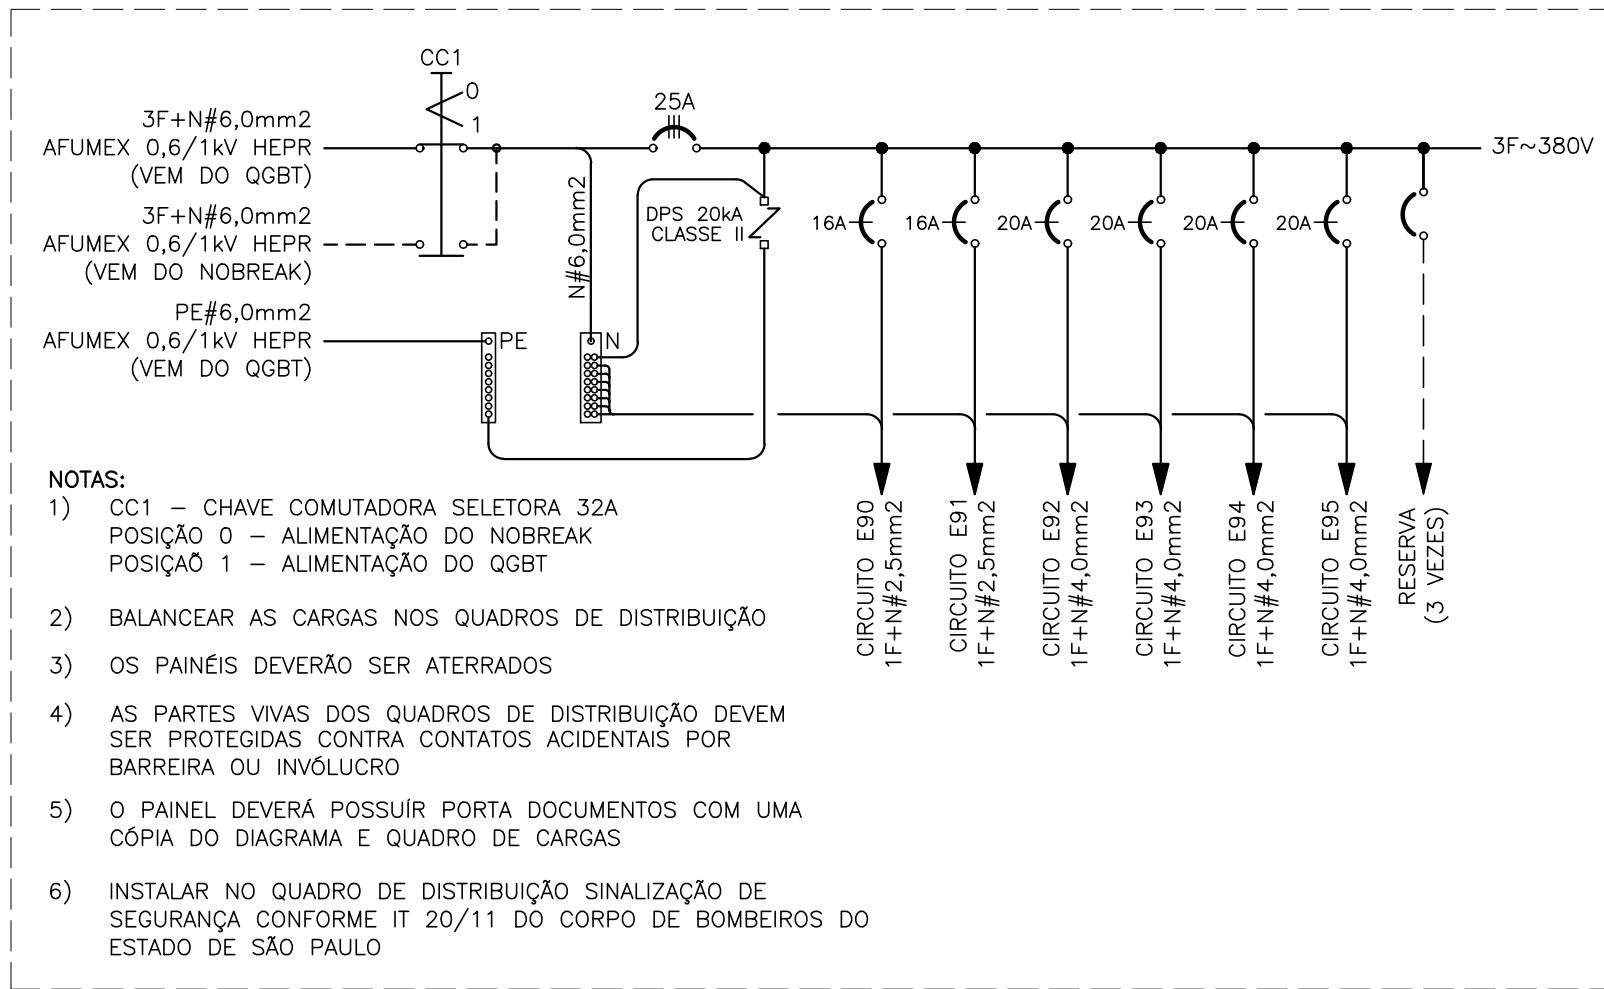 CC1
0
1
3F+N#6,0mm2
AFUMEX 0,6/1kV HEPR
(VEM DO QGBT)
3F+N#6,0mm2
AFUMEX 0,6/1kV HEPR
(VEM DO NOBREAK)
PE#6,0mm2
AFUMEX 0,6/1kV HEPR
(VEM DO QGBT)
PE
N
N#6,0mm2
25A
DPS 20kA
CLASSE II
16A
16A
20A
20A
20A
20A
3F~380V
CIRCUITO E90
1F+N#2,5mm2
CIRCUITO E91
1F+N#2,5mm2
CIRCUITO E92
1F+N#4,0mm2
CIRCUITO E93
1F+N#4,0mm2
CIRCUITO E94
1F+N#4,0mm2
CIRCUITO E95
1F+N#4,0mm2
RESERVA
(3 VEZES)
NOTAS:
1) CC1 – CHAVE COMUTADORA SELETORA 32A
POSIÇÃO 0 – ALIMENTAÇÃO DO NOBREAK
POSIÇAÕ 1 – ALIMENTAÇÃO DO QGBT
2) BALANCEAR AS CARGAS NOS QUADROS DE DISTRIBUIÇÃO
3) OS PAINÉIS DEVERÃO SER ATERRADOS
4) AS PARTES VIVAS DOS QUADROS DE DISTRIBUIÇÃO DEVEM
SER PROTEGIDAS CONTRA CONTATOS ACIDENTAIS POR
BARREIRA OU INVÓLUCRO
5) O PAINEL DEVERÁ POSSUÍR PORTA DOCUMENTOS COM UMA
CÓPIA DO DIAGRAMA E QUADRO DE CARGAS
6) INSTALAR NO QUADRO DE DISTRIBUIÇÃO SINALIZAÇÃO DE
SEGURANÇA CONFORME IT 20/11 DO CORPO DE BOMBEIROS DO
ESTADO DE SÃO PAULO